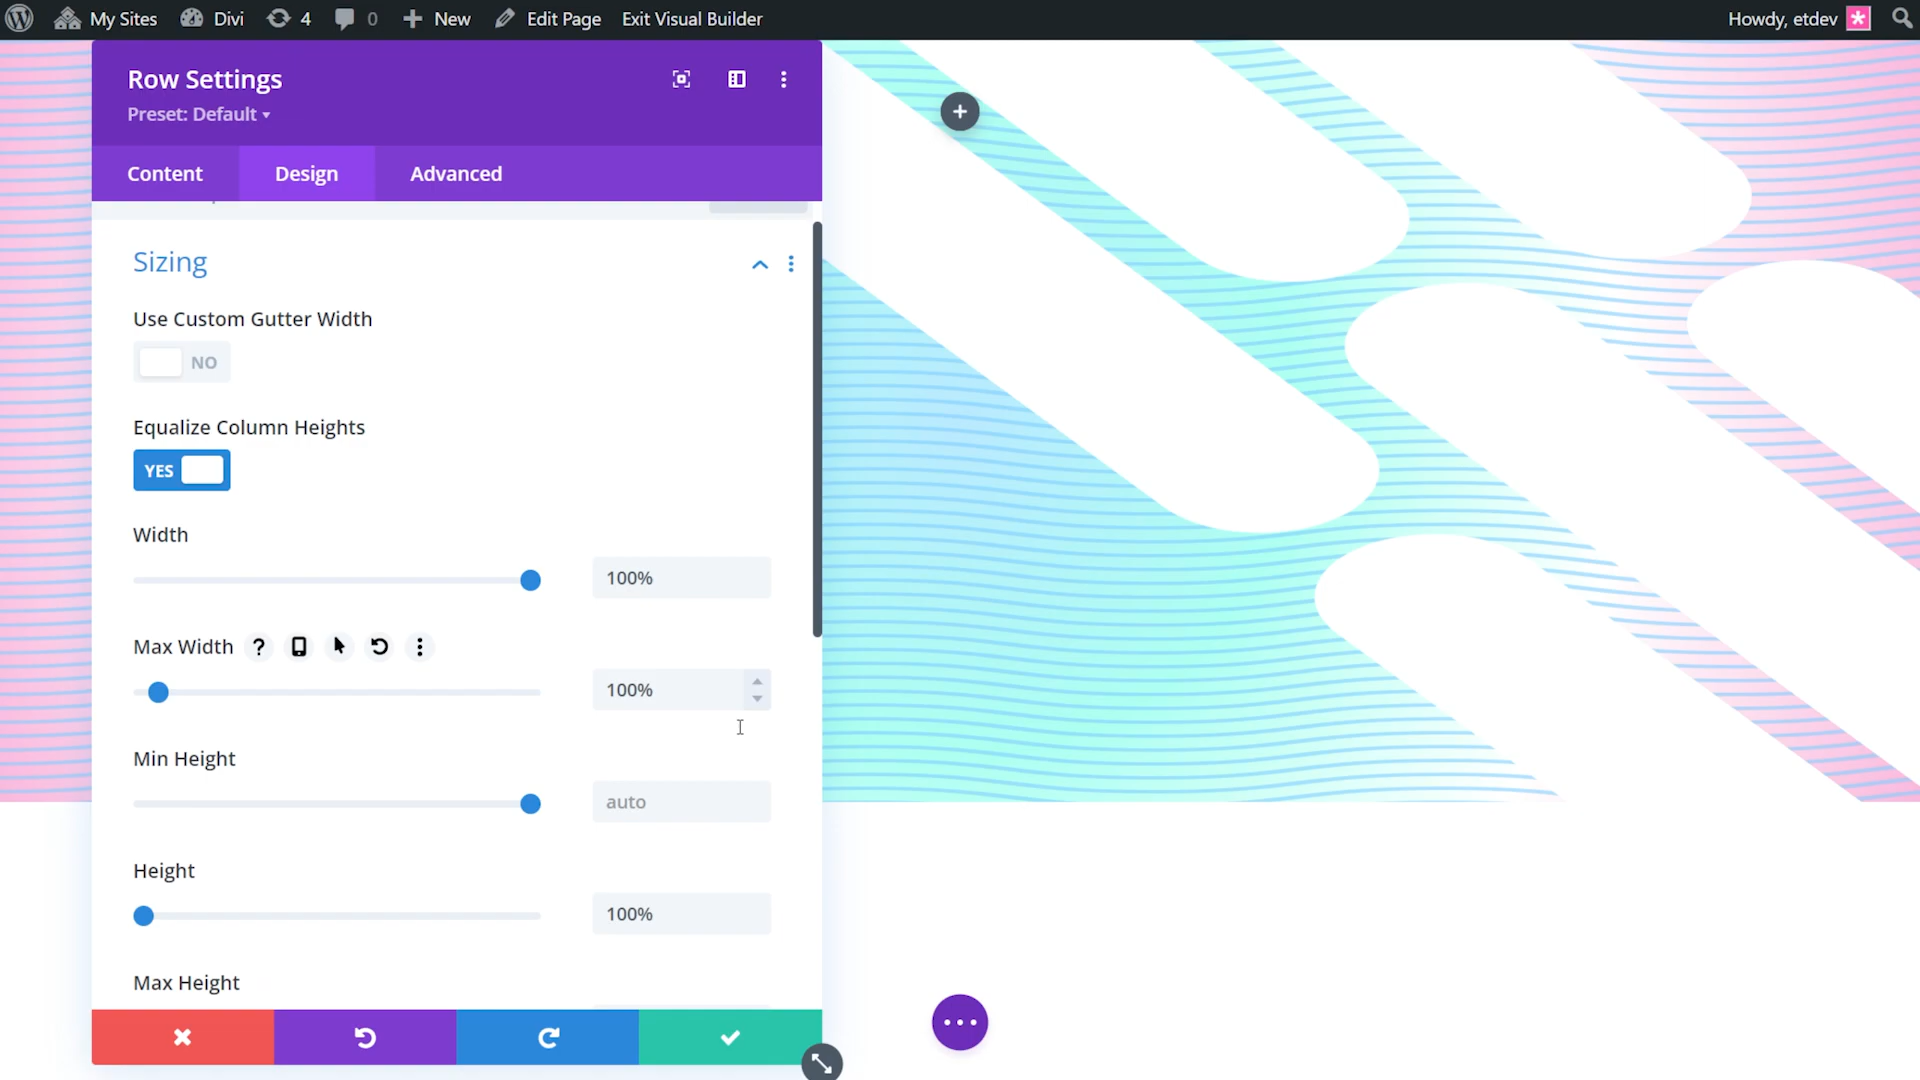 My Sites Divi 4 0 New Edit Page Exit Visual Builder Howdy, etdev
Row Settings
Preset: Default
Content Design Advanced
Sizing
Use Custom Gutter Width
NO
Equalize Column Heights
YES
Width
100%
Max Width ?
100%
Min Height
auto
Height
100%
Max Height